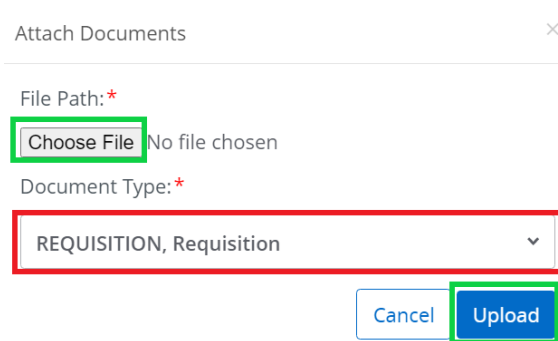 Attach Documents ×
File Path:*
Choose File No file chosen
Document Type:*
REQUISITION, Requisition
Cancel Upload